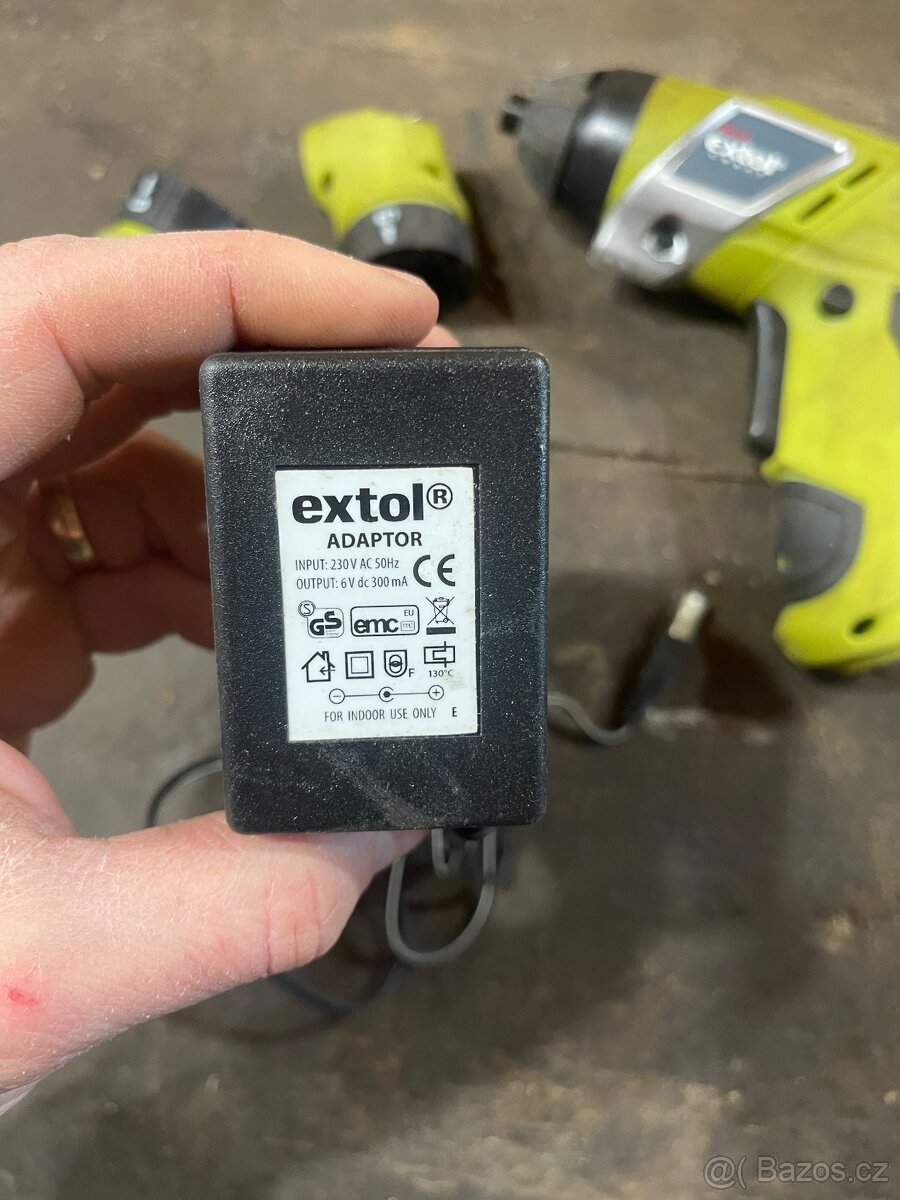 extol
extol®
ADAPTOR
INPUT: 230 V AC 50Hz
OUTPUT: 6 V dc 300 mA
CE
S GS
emc EU
F
130°C
FOR INDOOR USE ONLY E
@( Bazos.cz